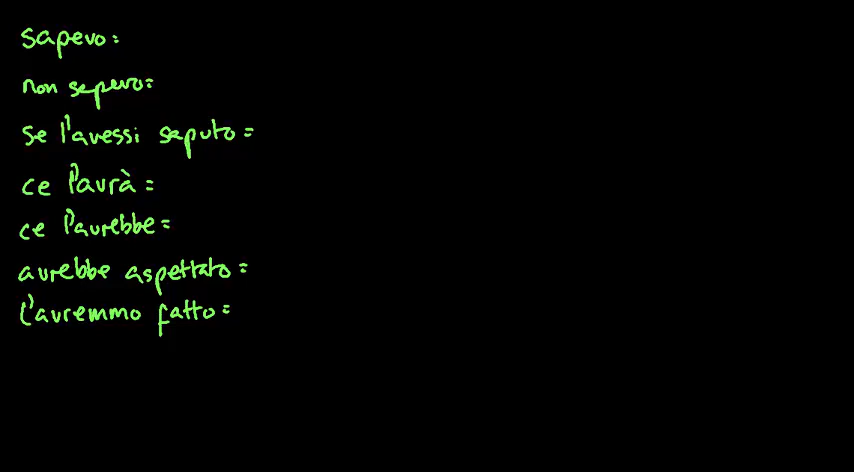 sapevo=
non sapevo=
se l'avessi saputo=
ce l'avrà=
ce l'avrebbe=
avrebbe aspettato=
l'avremmo fatto=